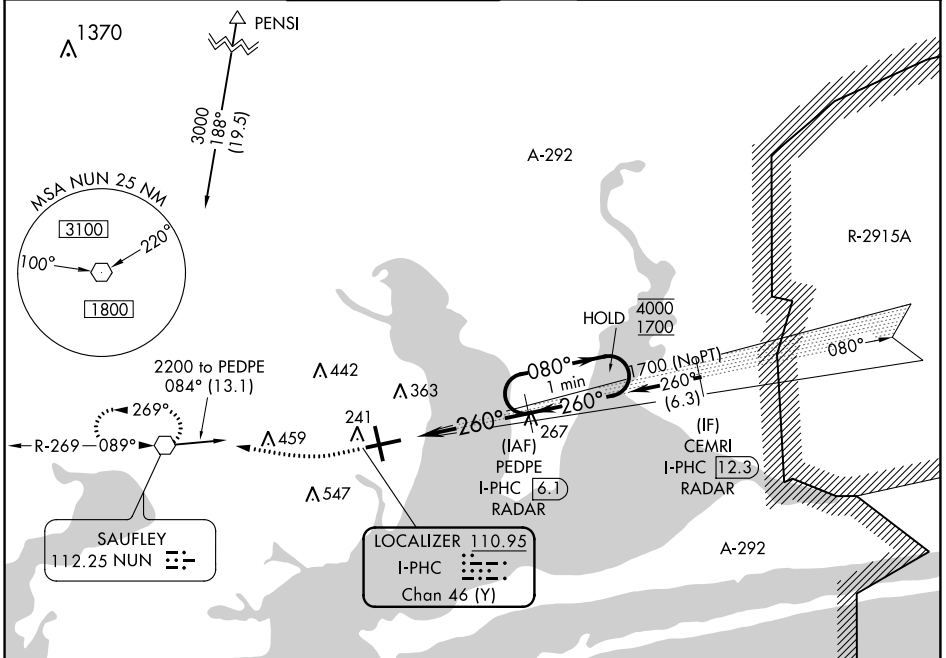 1370
PENSI
3000
188°
(19.5)
A-292
MSA NUN 25 NM
3100
220°
100°
1800
R-2915A
HOLD
4000
1700
080°
1 min
1700 (NoPT)
260°
(6.3)
080°
260°
260°
2200 to PEDPE
084° (13.1)
442
363
269°
R-269
089°
459
241
267
(IAF)
PEDPE
I-PHC 6.1
RADAR
(IF)
CEMRI
I-PHC 12.3
RADAR
547
SAUFLEY
112.25 NUN
LOCALIZER 110.95
I-PHC
Chan 46 (Y)
A-292